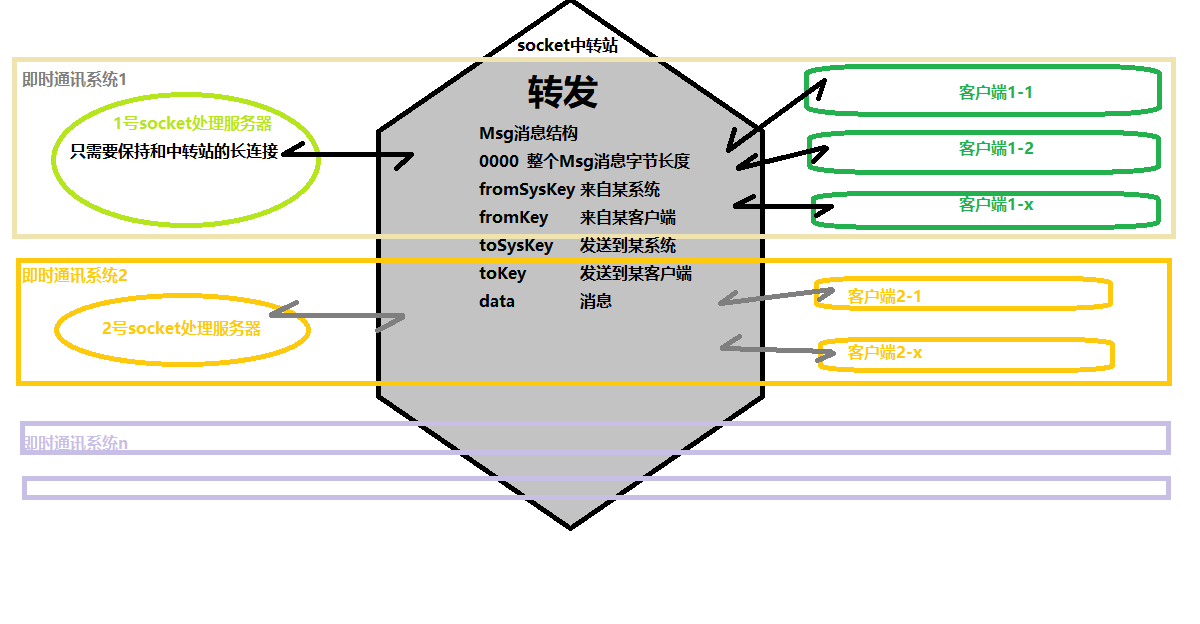 socket中转站
即时通讯系统1
转发
1号socket处理服务器
只需要保持和中转站的长连接
Msg消息结构
0000 整个Msg消息字节长度
fromSysKey 来自某系统
fromKey 来自某客户端
toSysKey 发送到某系统
toKey 发送到某客户端
data 消息
客户端1-1
客户端1-2
客户端1-x
即时通讯系统2
2号socket处理服务器
客户端2-1
客户端2-x
即时通讯系统n